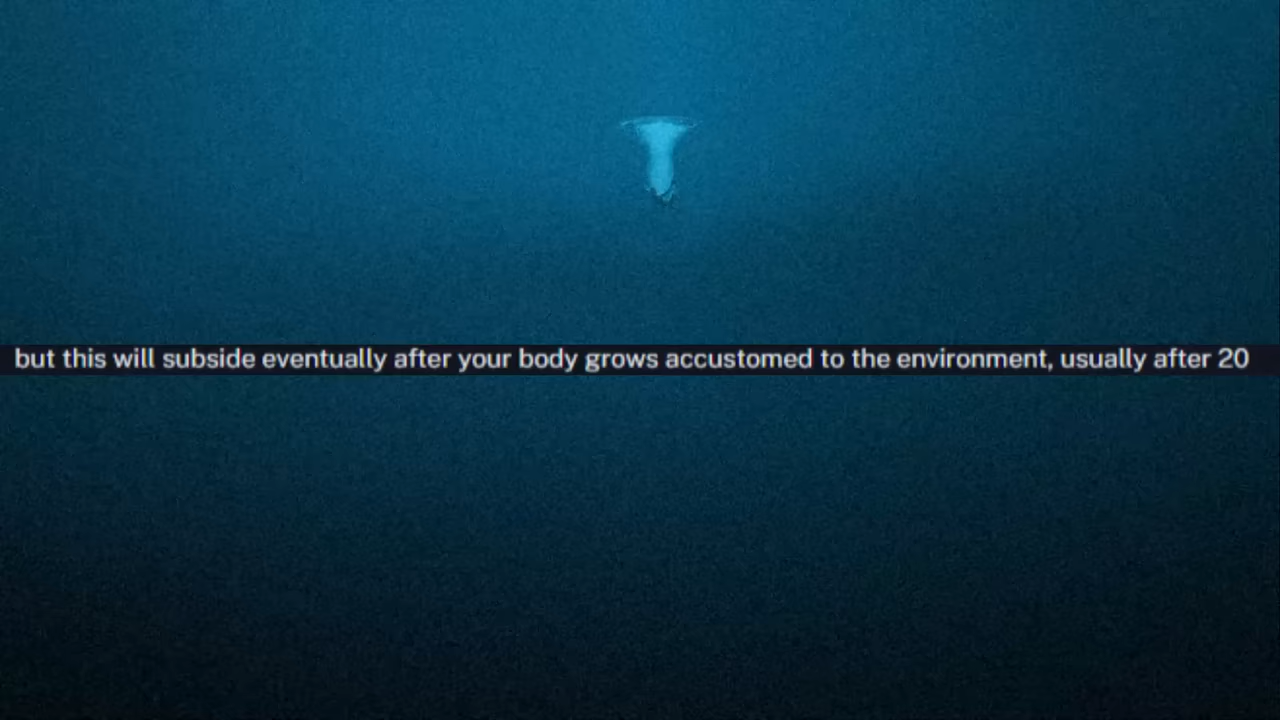 but this will subside eventually after your body grows accustomed to the environment, usually after 20